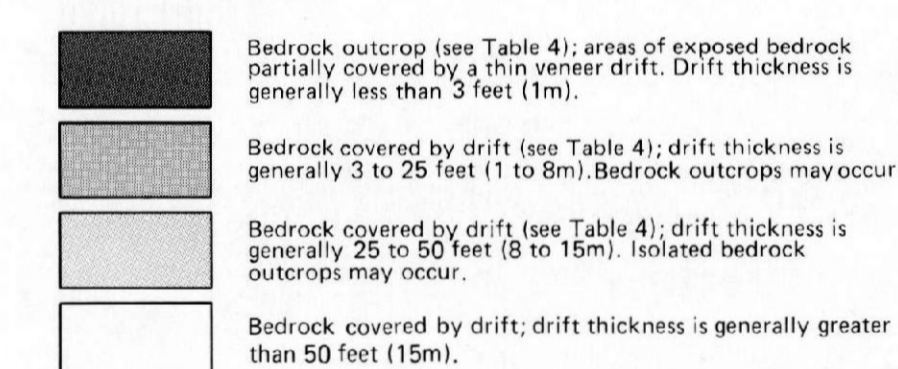 Bedrock outcrop (see Table 4); areas of exposed bedrock
partially covered by a thin veneer drift. Drift thickness is
generally less than 3 feet (1m).
Bedrock covered by drift (see Table 4); drift thickness is
generally 3 to 25 feet (1 to 8m). Bedrock outcrops may occur
Bedrock covered by drift (see Table 4); drift thickness is
generally 25 to 50 feet (8 to 15m). Isolated bedrock
outcrops may occur.
Bedrock covered by drift; drift thickness is generally greater
than 50 feet (15m).